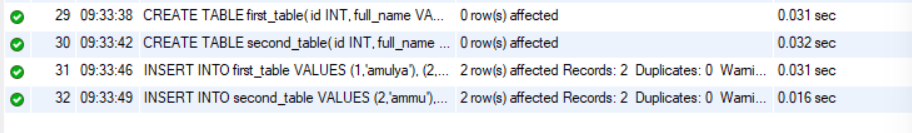 29 09:33:38 CREATE TABLE first_table( id INT, full_name VA... 0 row(s) affected 0.031 sec
30 09:33:42 CREATE TABLE second_table( id INT, full_name ... 0 row(s) affected 0.032 sec
31 09:33:46 INSERT INTO first_table VALUES (1,'amulya'), (2,... 2 row(s) affected Records: 2 Duplicates: 0 Warni... 0.031 sec
32 09:33:49 INSERT INTO second_table VALUES (2,'ammu'),... 2 row(s) affected Records: 2 Duplicates: 0 Warni... 0.016 sec